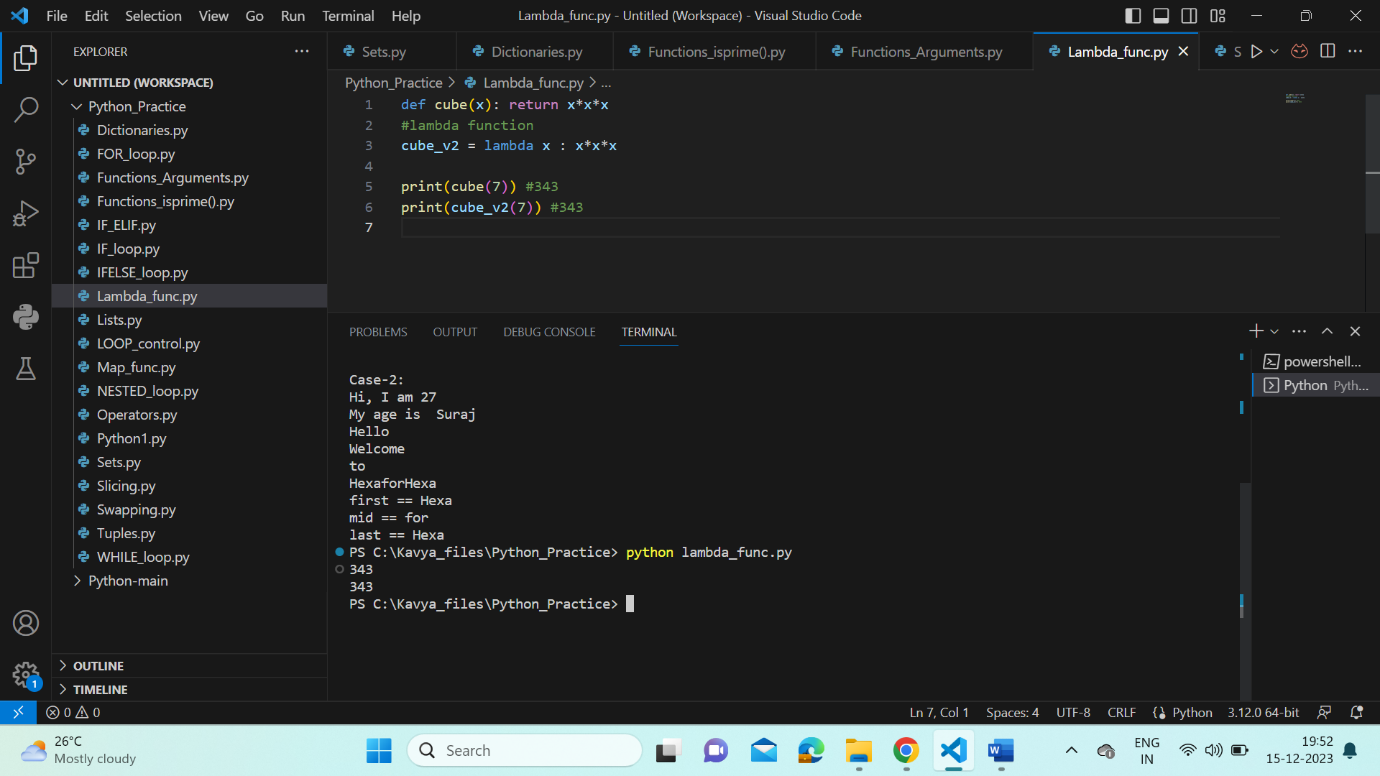 File Edit Selection View Go Run Terminal Help
Lambda_func.py - Untitled (Workspace) - Visual Studio Code
EXPLORER
UNTITLED (WORKSPACE)
Python_Practice
Dictionaries.py
FOR_loop.py
Functions_Arguments.py
Functions_isprime().py
IF_ELIF.py
IF_loop.py
IFELSE_loop.py
Lambda_func.py
Lists.py
LOOP_control.py
Map_func.py
NESTED_loop.py
Operators.py
Python1.py
Sets.py
Slicing.py
Swapping.py
Tuples.py
WHILE_loop.py
Python-main
OUTLINE
TIMELINE
1
Sets.py Dictionaries.py Functions_isprime().py Functions_Arguments.py Lambda_func.py S
Python_Practice > Lambda_func.py > ...
1 def cube(x): return x*x*x
2 #lambda function
3 cube_v2 = lambda x : x*x*x
4
5 print(cube(7)) #343
6 print(cube_v2(7)) #343
7
PROBLEMS OUTPUT DEBUG CONSOLE TERMINAL
Case-2:
Hi, I am 27
My age is  Suraj
Hello
Welcome
to
HexaforHexa
first == Hexa
mid == for
last == Hexa
PS C:\Kavya_files\Python_Practice> python lambda_func.py
343
343
PS C:\Kavya_files\Python_Practice>
powershell...
Python Pyth...
0 0
Ln 7, Col 1 Spaces: 4 UTF-8 CRLF Python 3.12.0 64-bit
26°C
Mostly cloudy
Search
ENG
IN
19:52
15-12-2023